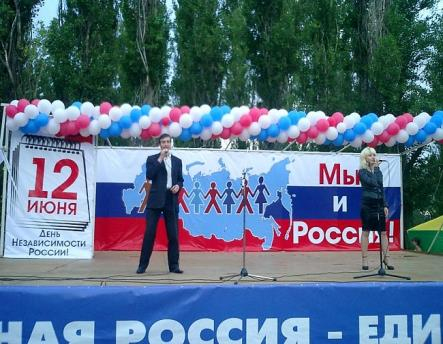 12
ИЮНЯ
День
Независимости
России!
Мы
и
Россия!
НАЯ РОССИЯ - ЕДИ